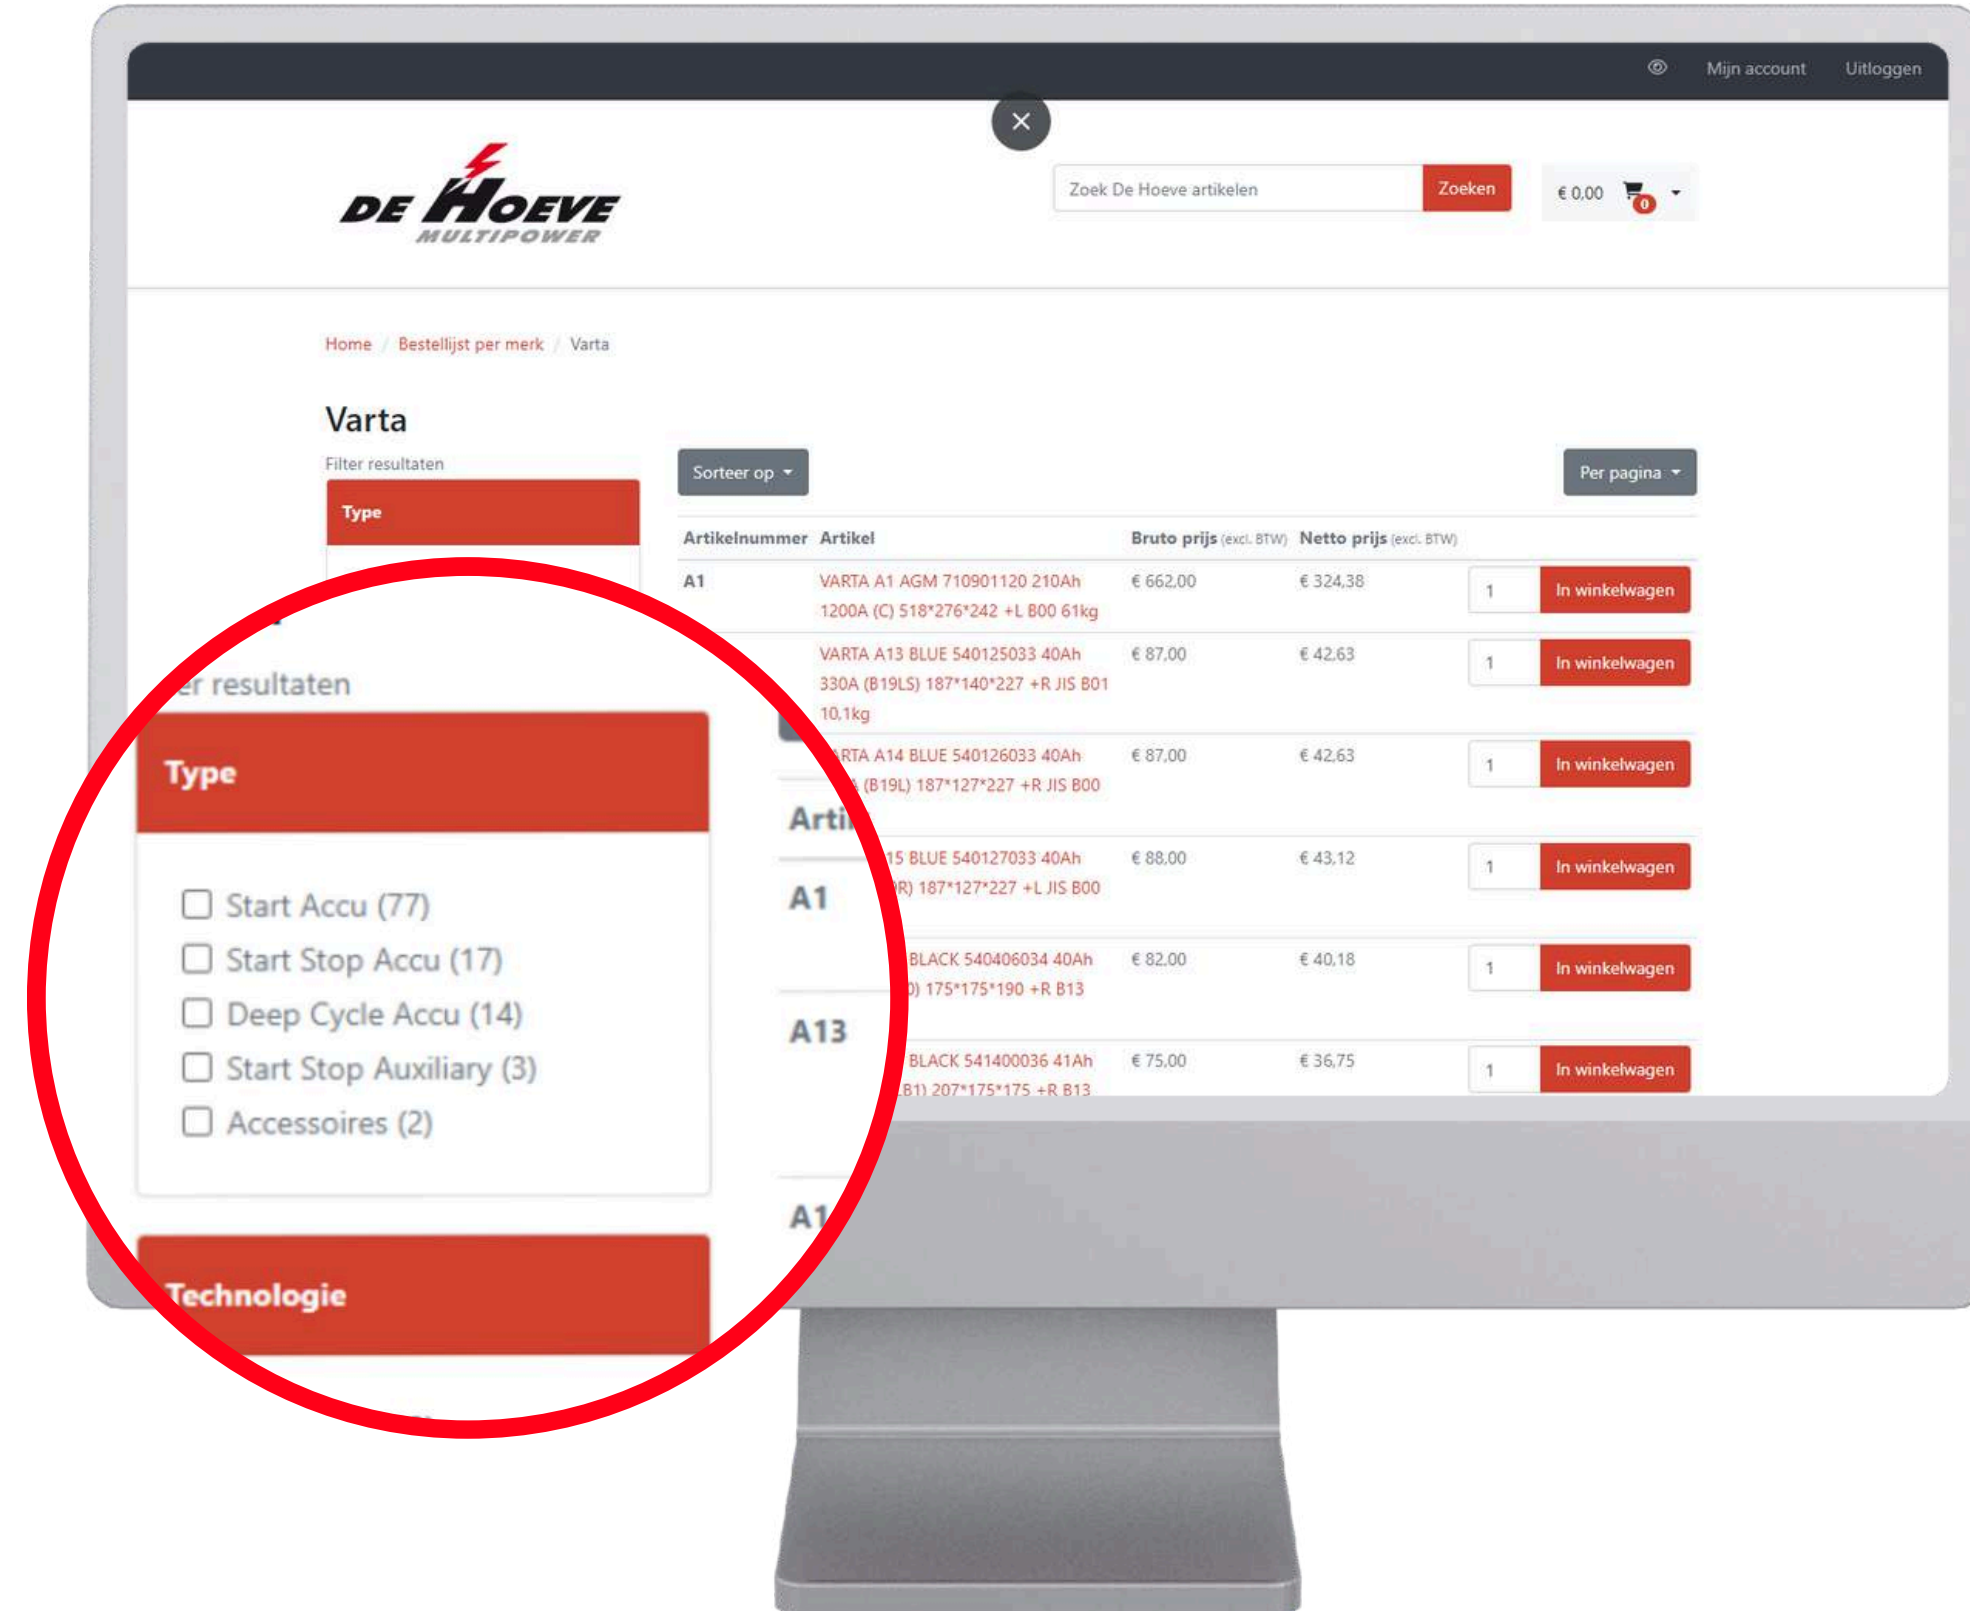 Mijn account Uitloggen
DE HOEVE
MULTIPOWER
Zoek De Hoeve artikelen Zoeken € 0,00 0
Home / Bestellijst per merk / Varta
Varta
Filter resultaten
Type
Sorteer op Per pagina
Artikelnummer Artikel Bruto prijs (excl. BTW) Netto prijs (excl. BTW)
A1 VARTA A1 AGM 710901120 210Ah € 662,00 € 324,38 1 In winkelwagen
1200A (C) 518*276*242 +L B00 61kg
VARTA A13 BLUE 540125033 40Ah € 87,00 € 42,63 1 In winkelwagen
330A (B19LS) 187*140*227 +R JIS B01
10,1kg
A14 BLUE 540126033 40Ah € 87,00 € 42,63 1 In winkelwagen
(B19L) 187*127*227 +R JIS B00
15 BLUE 540127033 40Ah € 88,00 € 43,12 1 In winkelwagen
187*127*227 +L JIS B00
BLACK 540406034 40Ah € 82,00 € 40,18 1 In winkelwagen
175*175*190 +R B13
BLACK 541400036 41Ah € 75,00 € 36,75 1 In winkelwagen
207*175*175 +R B13
resultaten
Type
Start Accu (77)
Start Stop Accu (17)
Deep Cycle Accu (14)
Start Stop Auxiliary (3)
Accessoires (2)
Technologie
A1
A13